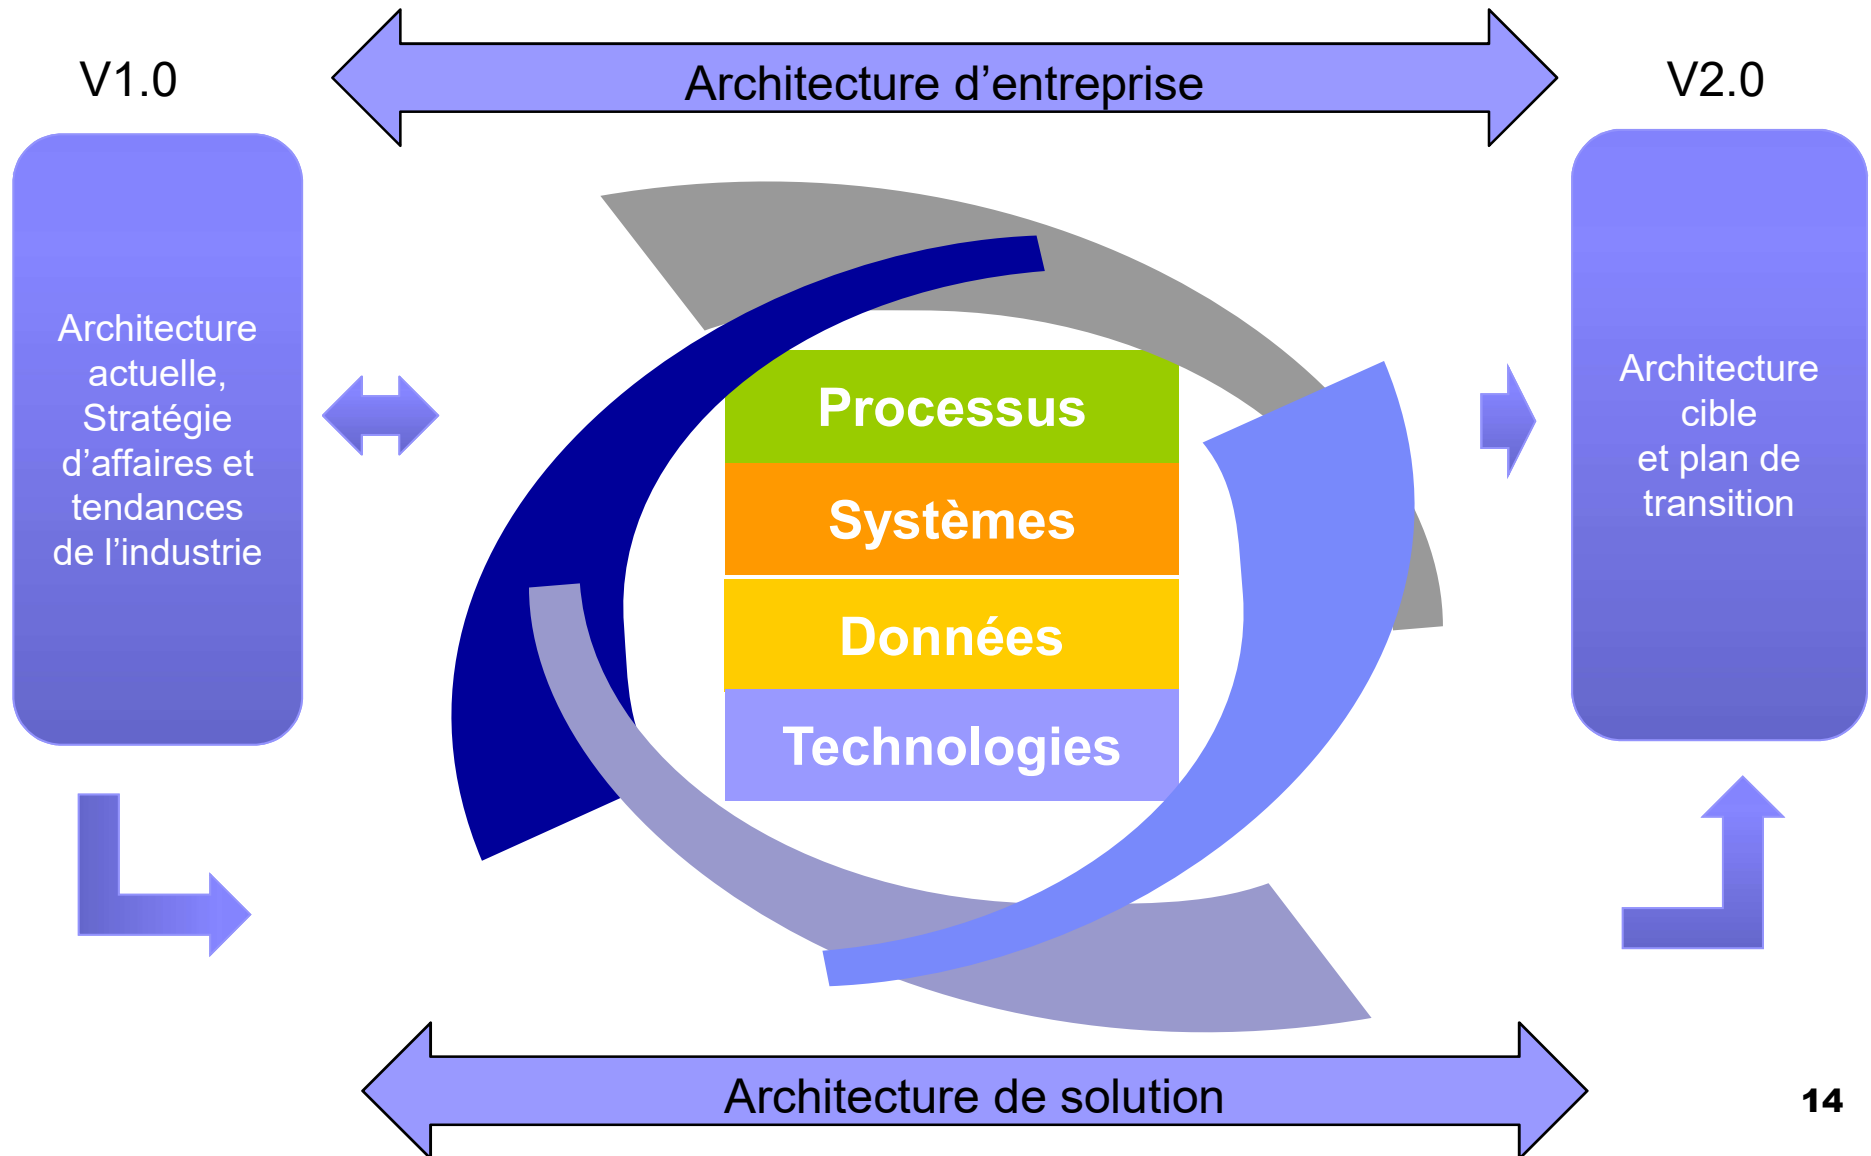 V1.0
Architecture d’entreprise
V2.0
Architecture
actuelle,
Stratégie
d’affaires et
tendances
de l’industrie
Processus
Systèmes
Données
Technologies
Architecture
cible
et plan de
transition
Architecture de solution
14